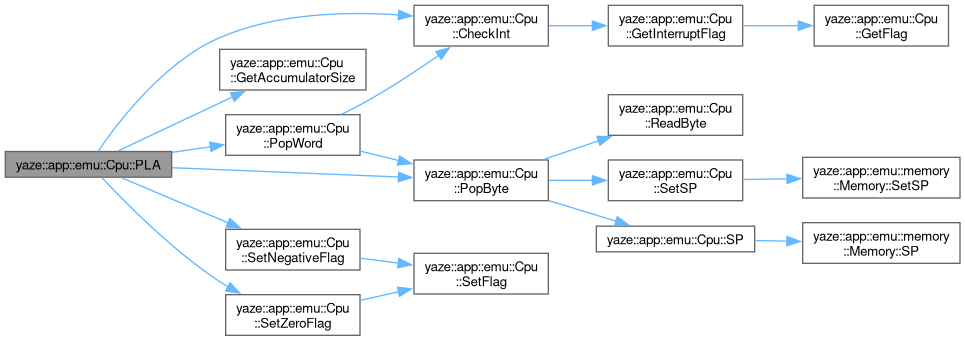 yaze::app::emu::Cpu::PLA
yaze::app::emu::Cpu
::CheckInt
yaze::app::emu::Cpu
::GetInterruptFlag
yaze::app::emu::Cpu
::GetFlag
yaze::app::emu::Cpu
::GetAccumulatorSize
yaze::app::emu::Cpu
::PopWord
yaze::app::emu::Cpu
::PopByte
yaze::app::emu::Cpu
::ReadByte
yaze::app::emu::Cpu
::SetSP
yaze::app::emu::memory
::Memory::SetSP
yaze::app::emu::Cpu::SP
yaze::app::emu::memory
::Memory::SP
yaze::app::emu::Cpu
::SetNegativeFlag
yaze::app::emu::Cpu
::SetFlag
yaze::app::emu::Cpu
::SetZeroFlag